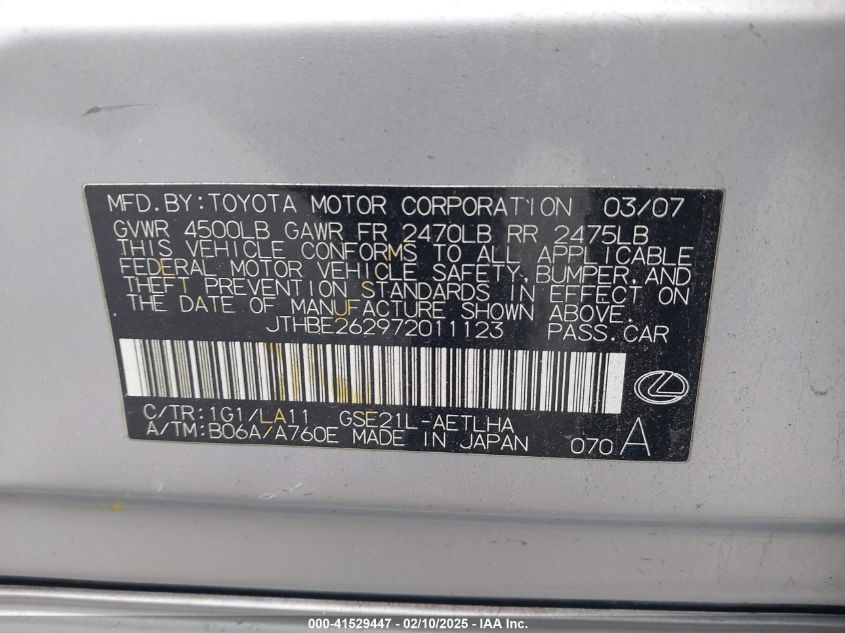 MFD.BY:TOYOTA MOTOR CORPORATION 03/07
GVWR 4500LB GAWR FR 2470LB RR 2475LB
THIS VEHICLE CONFORMS TO ALL APPLICABLE
FEDERAL MOTOR VEHICLE SAFETY, BUMPER, AND
THEFT PREVENTION STANDARDS IN EFFECT ON
THE DATE OF MANUFACTURE SHOWN ABOVE.
JTHBE262972011123 PASS.CAR
C/TR:1G1/LA11 GSE21L-AETLHA
A/TM:B06A/A760E MADE IN JAPAN 070 A
000-41529447 - 02/10/2025 - IAA Inc.